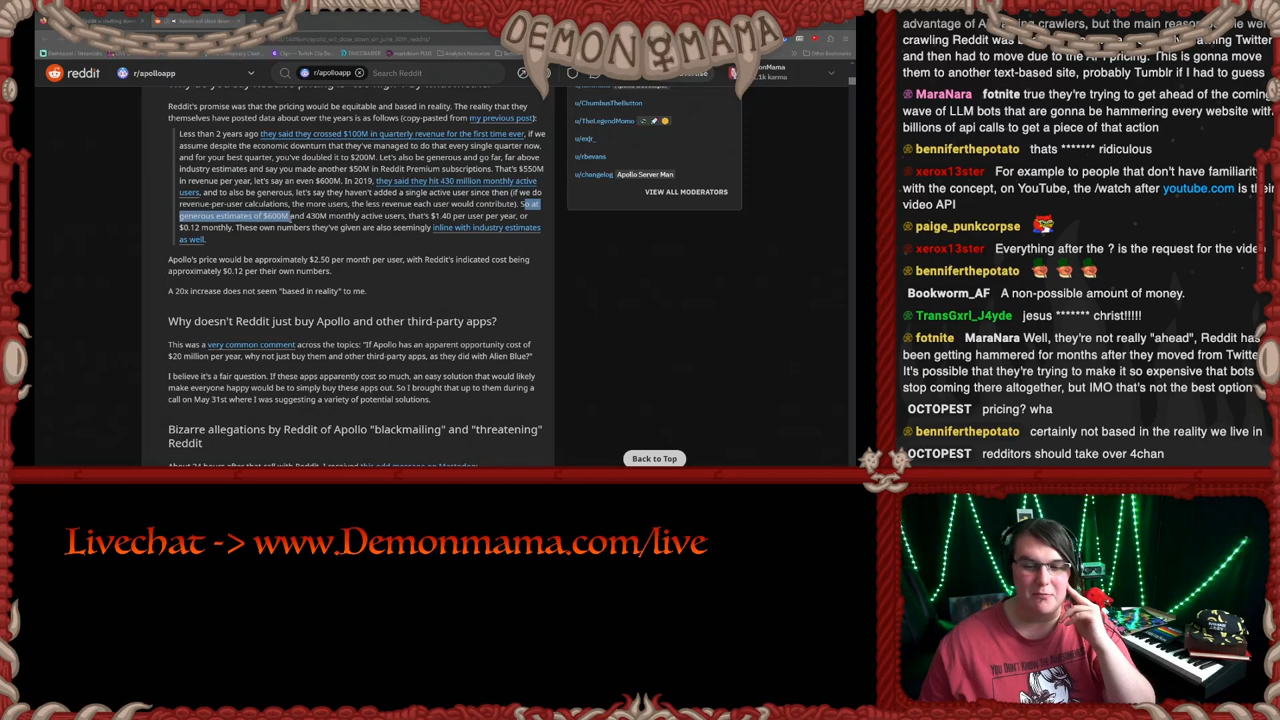 DEMON MAMA
reddit
r/apolloapp
r/apolloapp
Search Reddit
Reddit's promise was that the pricing would be equitable and based in reality. The reality that they
themselves have posted data about over the years is as follows (copy-pasted from my previous post):
Less than 2 years ago they said they crossed $100M in quarterly revenue for the first time ever, if we
assume despite the economic downturn that they've managed to do that every single quarter now,
and for your best quarter, you've doubled it to $200M. Let's also be generous and go far, far above
industry estimates and say you made another $50M in Reddit Premium subscriptions. That's $550M
in revenue per year, let's say an even $600M. In 2019, they said they hit 430 million monthly active
users, and to also be generous, let's say they haven't added a single active user since then (if we do
revenue-per-user calculations, the more users, the less revenue each user would contribute). So at
generous estimates of $600M and 430M monthly active users, that's $1.40 per user per year, or
$0.12 monthly. These own numbers they've given are also seemingly inline with industry estimates
as well.
Apollo's price would be approximately $2.50 per month per user, with Reddit's indicated cost being
approximately $0.12 per their own numbers.
A 20x increase does not seem "based in reality" to me.
Why doesn't Reddit just buy Apollo and other third-party apps?
This was a very common comment across the topics: "If Apollo has an apparent opportunity cost of
$20 million per year, why not just buy them and other third-party apps, as they did with Alien Blue?"
I believe it's a fair question. If these apps apparently cost so much, an easy solution that would likely
make everyone happy would be to simply buy these apps out. So I brought that up to them during a
call on May 31st where I was suggesting a variety of potential solutions.
Bizarre allegations by Reddit of Apollo "blackmailing" and "threatening"
Reddit
u/ChumbusTheButton
u/TheLegendMomo
u/exjr_
u/rbevans
u/changelog Apollo Server Man
VIEW ALL MODERATORS
Back to Top
crawling Reddit was
and then had to move due to the API pricing. This is gonna move
them to another text-based site, probably Tumblr if I had to guess
MaraNara fotnite true they're trying to get ahead of the coming
wave of LLM bots that are gonna be hammering every website with
billions of api calls to get a piece of that action
benniferthepotato thats ***** ridiculous
xerox13ster For example to people that aren't really familiar
with the concept, on YouTube, the /watch after youtube.com is their
video API
paige_punkcorpse
xerox13ster Everything after the ? is the request for the video
benniferthepotato
Bookworm_AF A non-possible amount of money.
TransGxrl_J4yde jesus ******* christ!!!!!
fotnite MaraNara Well, they're not really "ahead", Reddit has
been getting hammered for months after they moved from Twitter
It's possible that they're trying to make it so expensive that bots
stop coming there altogether, but IMO that's not the best option
OCTOPEST pricing? wha
benniferthepotato certainly not based in the reality we live in
OCTOPEST redditors should take over 4chan
Livechat -> www.Demonmama.com/live